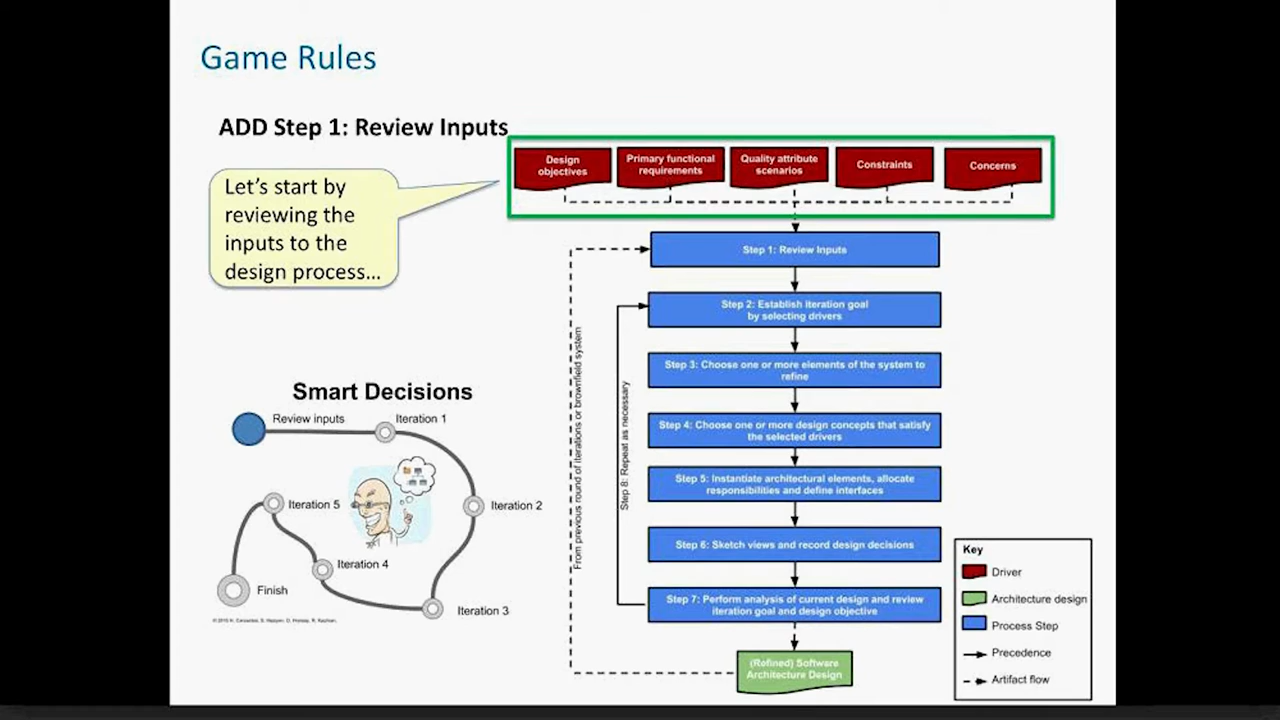 Game Rules
ADD Step 1: Review Inputs
Let's start by
reviewing the
inputs to the
design process...
Design
objectives
Primary functional
requirements
Quality attribute
scenarios
Constraints
Concerns
Step 1: Review Inputs
Step 2: Establish iteration goal
by selecting drivers
Step 3: Choose one or more elements of the system to
refine
Step 4: Choose one or more design concepts that satisfy
the selected drivers
Step 5: Instantiate architectural elements, allocate
responsibilities and define interfaces
Step 6: Sketch views and record design decisions
Step 7: Perform analysis of current design and review
iteration goal and design objective
(Refined) Software
Architecture Design
From previous round of iterations or brownfield system
Step 8: Repeat as necessary
Smart Decisions
Review inputs
Iteration 1
Iteration 2
Iteration 5
Iteration 4
Finish
Iteration 3
Key
Driver
Architecture design
Process Step
Precedence
Artifact flow